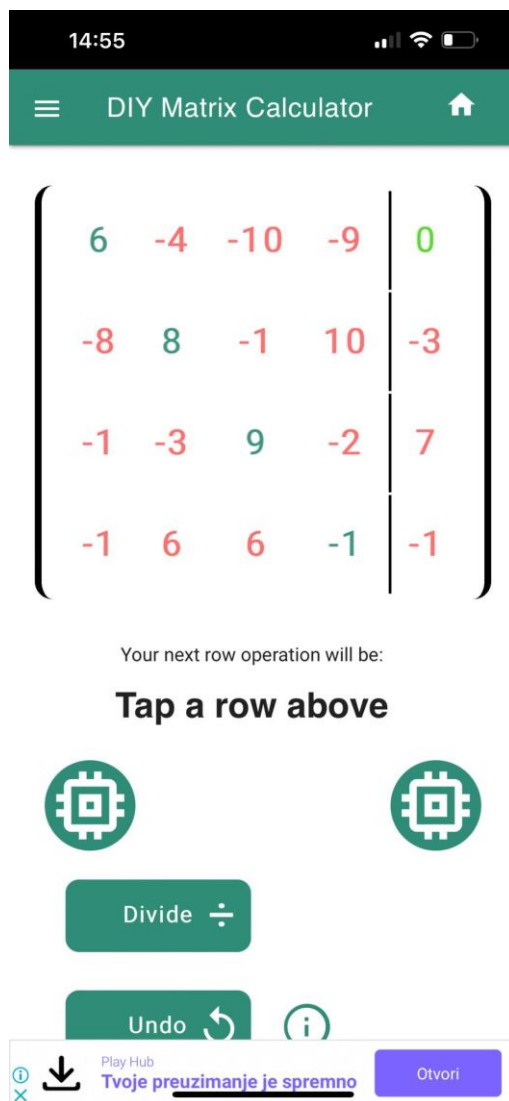 14:55
DIY Matrix Calculator
6 -4 -10 -9 0
-8 8 -1 10 -3
-1 -3 9 -2 7
-1 6 6 -1 -1
Your next row operation will be:
Tap a row above
Divide ÷
Undo
Play Hub
Tvoje preuzimanje je spremno
Otvori